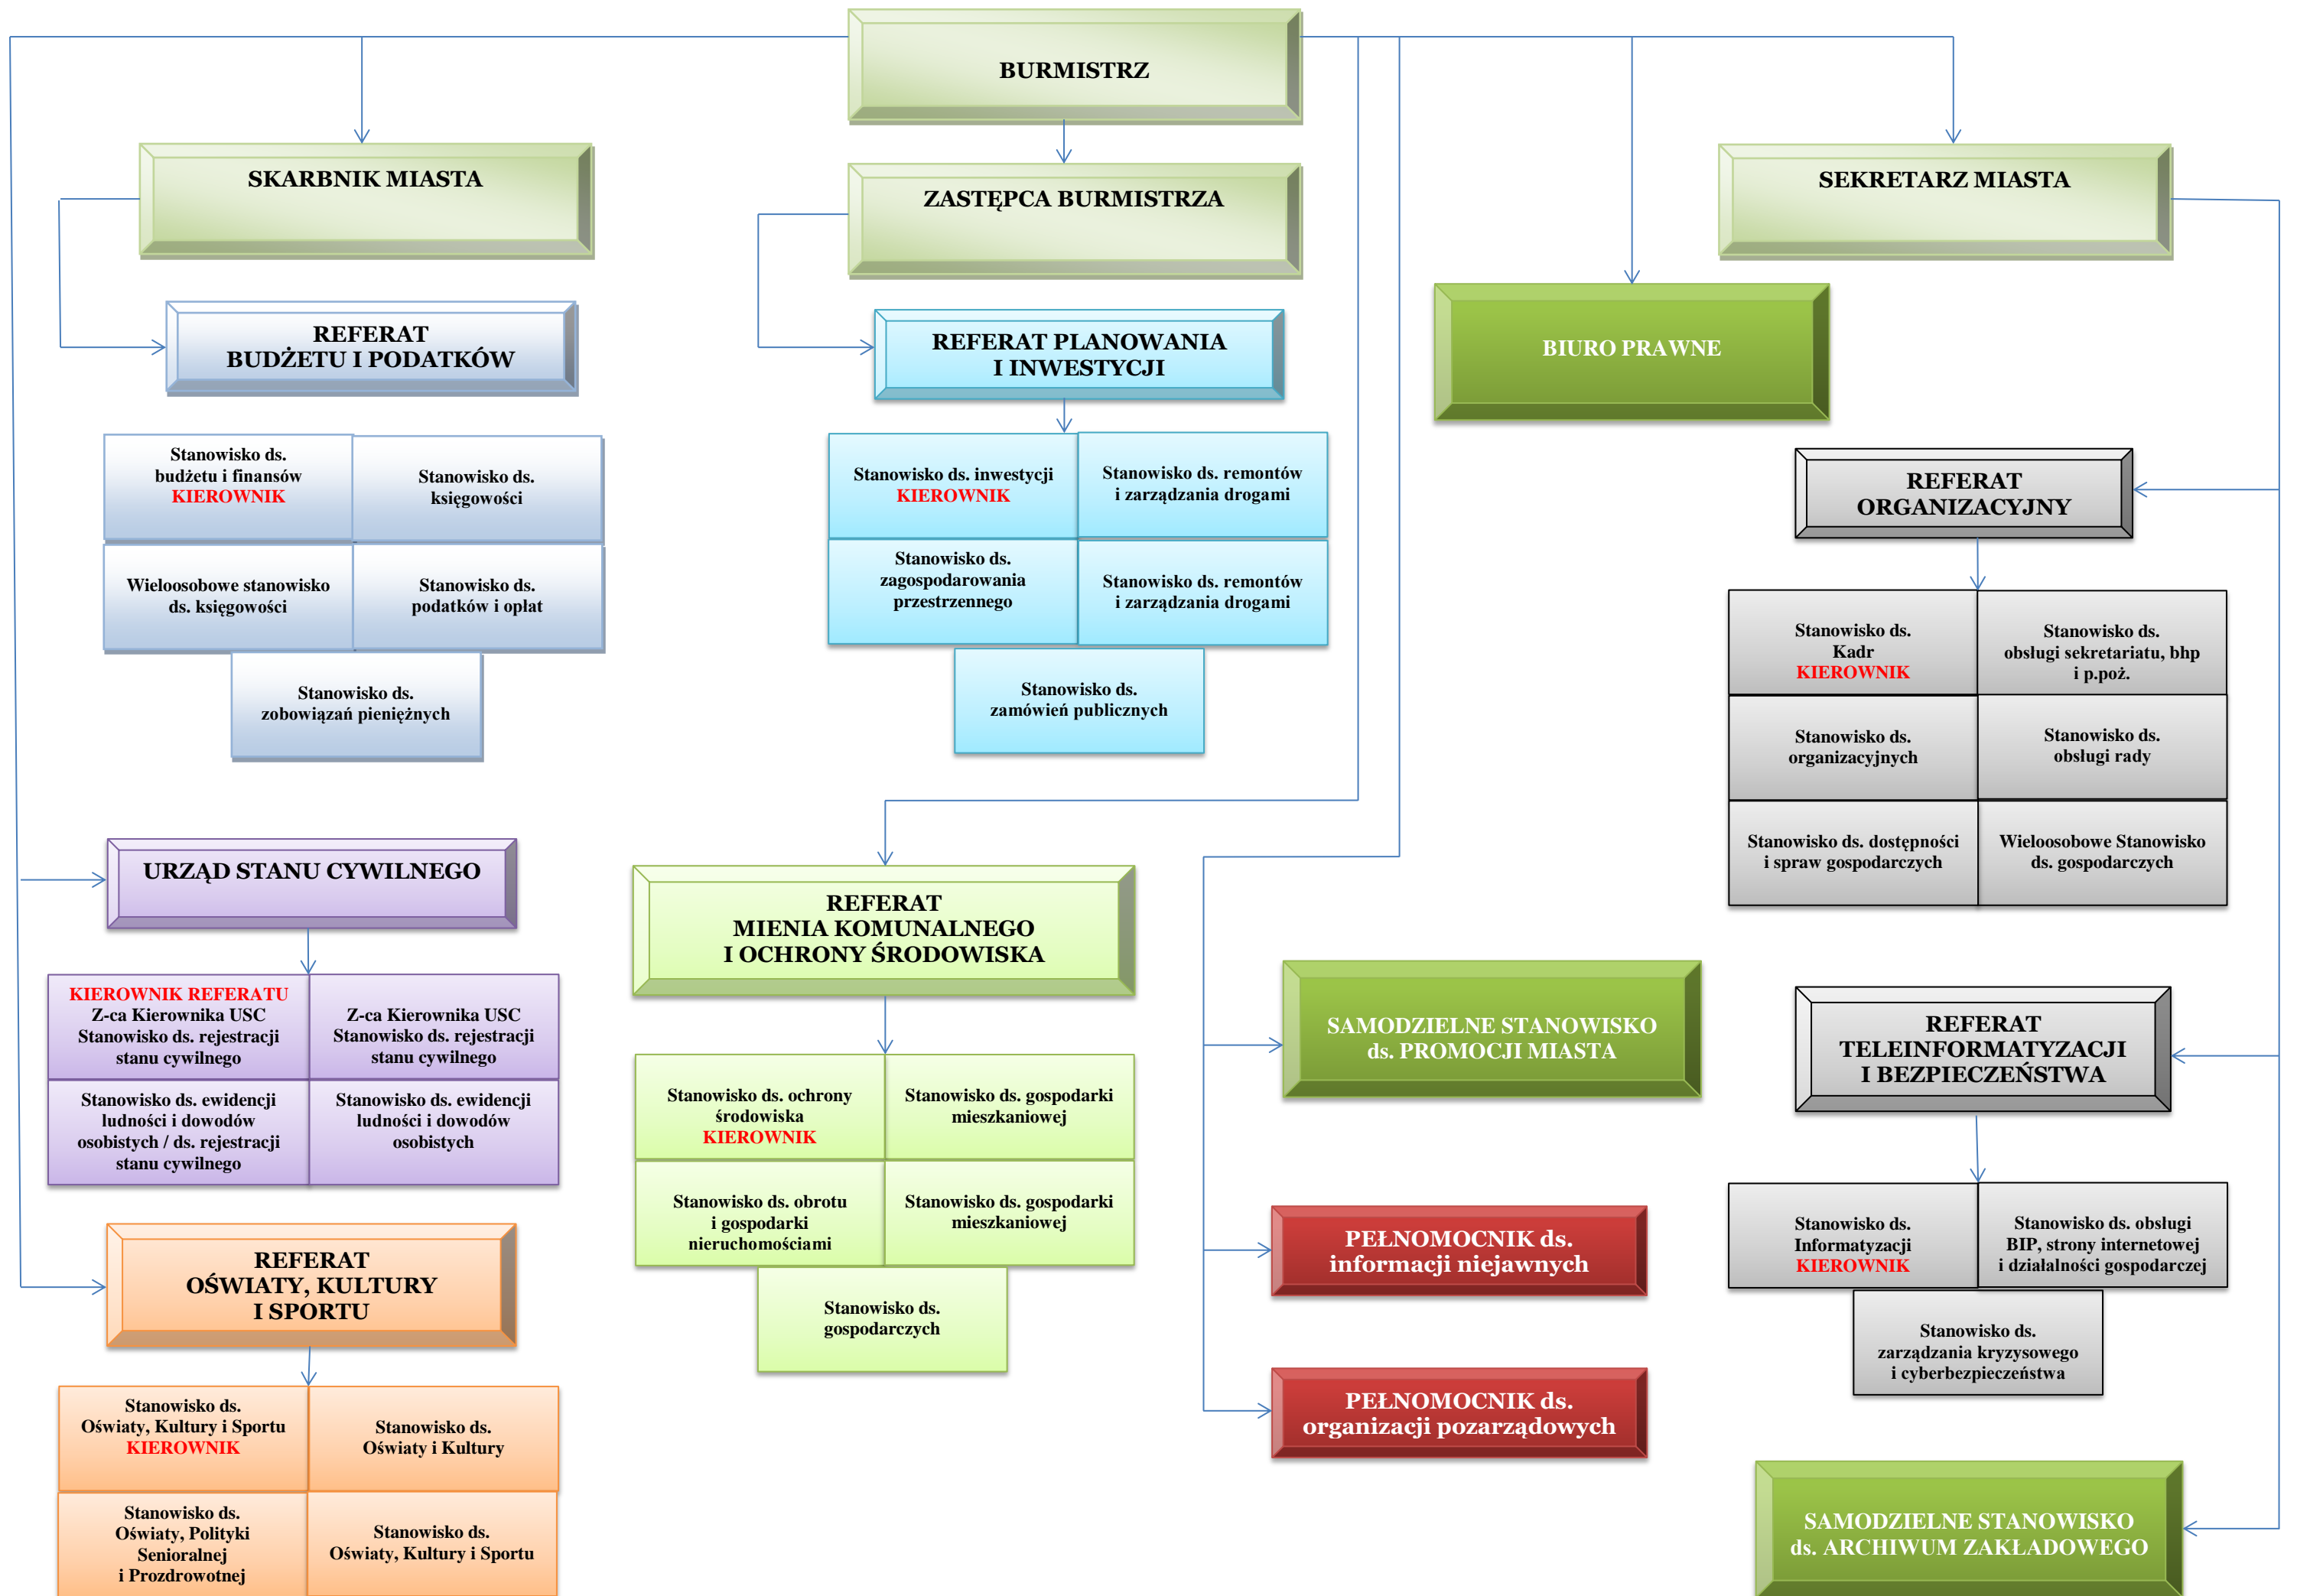 BURMISTRZ
SKARBNIK MIASTA
ZASTĘPCA BURMISTRZA
SEKRETARZ MIASTA
REFERAT
BUDŻETU I PODATKÓW
REFERAT PLANOWANIA
I INWESTYCJI
BIURO PRAWNE
Stanowisko ds.
budżetu i finansów
KIEROWNIK
Stanowisko ds.
księgowości
Wieloosobowe stanowisko
ds. księgowości
Stanowisko ds.
podatków i opłat
Stanowisko ds.
zobowiązań pieniężnych
Stanowisko ds. inwestycji
KIEROWNIK
Stanowisko ds. remontów
i zarządzania drogami
Stanowisko ds.
zagospodarowania
przestrzennego
Stanowisko ds. remontów
i zarządzania drogami
Stanowisko ds.
zamówień publicznych
REFERAT
ORGANIZACYJNY
Stanowisko ds.
Kadr
KIEROWNIK
Stanowisko ds.
obsługi sekretariatu, bhp
i p.poż.
Stanowisko ds.
organizacyjnych
Stanowisko ds.
obsługi rady
Stanowisko ds. dostępności
i spraw gospodarczych
Wieloosobowe Stanowisko
ds. gospodarczych
URZĄD STANU CYWILNEGO
KIEROWNIK REFERATU
Z-ca Kierownika USC
Stanowisko ds. rejestracji
stanu cywilnego
Z-ca Kierownika USC
Stanowisko ds. rejestracji
stanu cywilnego
Stanowisko ds. ewidencji
ludności i dowodów
osobistych / ds. rejestracji
stanu cywilnego
Stanowisko ds. ewidencji
ludności i dowodów
osobistych
REFERAT
MIENIA KOMUNALNEGO
I OCHRONY ŚRODOWISKA
Stanowisko ds. ochrony
środowiska
KIEROWNIK
Stanowisko ds. gospodarki
mieszkaniowej
Stanowisko ds. obrotu
i gospodarki
nieruchomościami
Stanowisko ds. gospodarki
mieszkaniowej
Stanowisko ds.
gospodarczych
SAMODZIELNE STANOWISKO
ds. PROMOCJI MIASTA
PEŁNOMOCNIK ds.
informacji niejawnych
PEŁNOMOCNIK ds.
organizacji pozarządowych
REFERAT
TELEINFORMATYZACJI
I BEZPIECZEŃSTWA
Stanowisko ds.
Informatyzacji
KIEROWNIK
Stanowisko ds. obsługi
BIP, strony internetowej
i działalności gospodarczej
Stanowisko ds.
zarządzania kryzysowego
i cyberbezpieczeństwa
REFERAT
OŚWIATY, KULTURY
I SPORTU
Stanowisko ds.
Oświaty, Kultury i Sportu
KIEROWNIK
Stanowisko ds.
Oświaty i Kultury
Stanowisko ds.
Oświaty, Polityki
Senioralnej
i Prozdrowotnej
Stanowisko ds.
Oświaty, Kultury i Sportu
SAMODZIELNE STANOWISKO
ds. ARCHIWUM ZAKŁADOWEGO